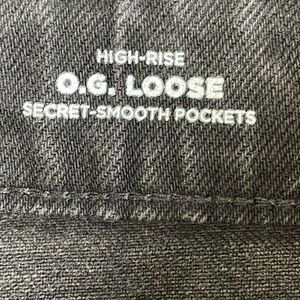 HIGH-RISE
O.G. LOOSE
SECRET-SMOOTH POCKETS